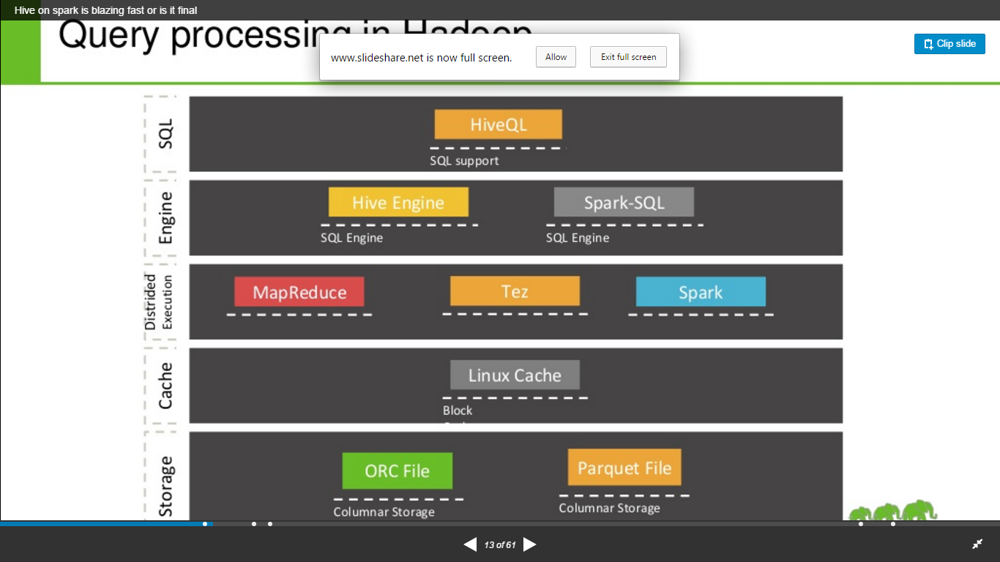 Hive on spark is blazing fast or is it final
Query processing in Hadoop
www.slideshare.net is now full screen.
Allow
Exit full screen
Clip slide
SQL
HiveQL
SQL support
Engine
Hive Engine
Spark-SQL
SQL Engine
SQL Engine
Distrided
Execution
MapReduce
Tez
Spark
Cache
Linux Cache
Block
Storage
ORC File
Parquet File
Columnar Storage
Columnar Storage
13 of 61